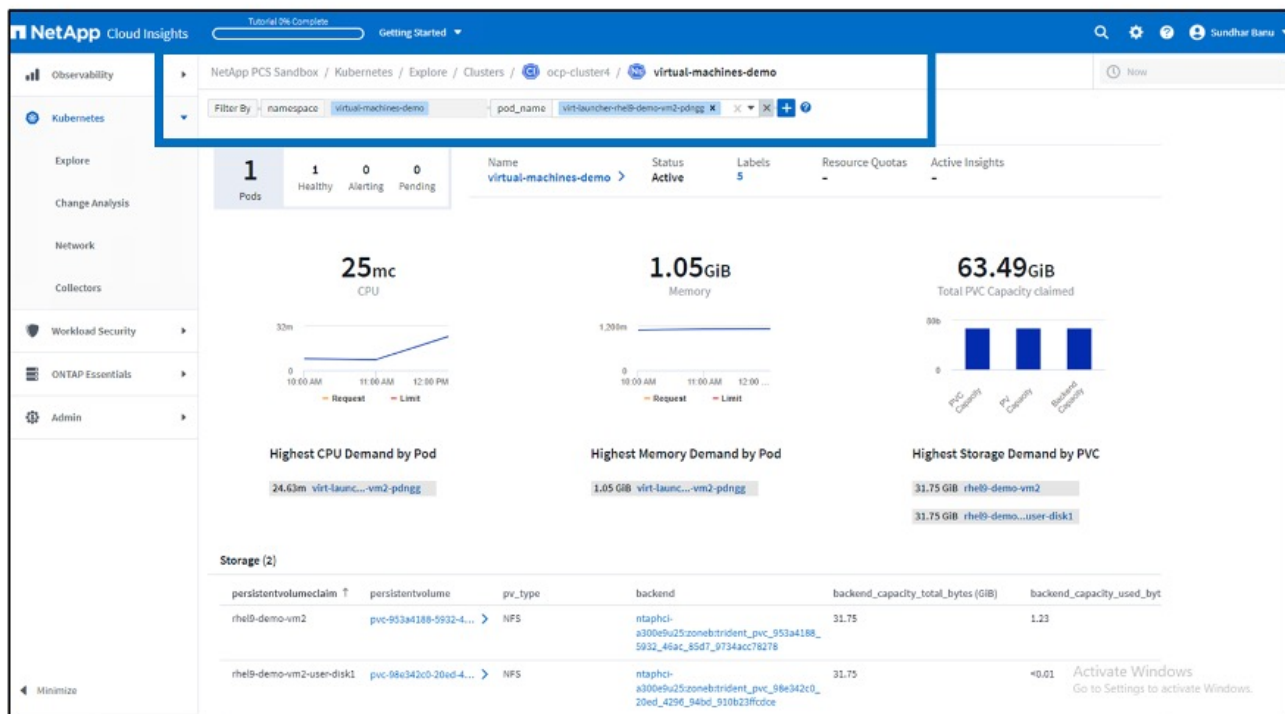 NetApp Cloud Insights
Tutorial 0% Complete
Getting Started
Sundhar Banu
Observability
Kubernetes
Explore
Change Analysis
Network
Collectors
Workload Security
ONTAP Essentials
Admin
Minimize
NetApp PCS Sandbox / Kubernetes / Explore / Clusters / CI ocp-cluster4 / NS virtual-machines-demo
Now
Filter By namespace virtual-machines-demo pod_name virt-launcher-rhel9-demo-vm2-pdngg
1
Pods
1 0 0
Healthy Alerting Pending
Name Status Labels Resource Quotas Active Insights
virtual-machines-demo Active 5 - -
25mc
CPU
32m
0
10:00 AM 11:00 AM 12:00 PM
Request Limit
1.05GiB
Memory
1,200m
0
10:00 AM 11:00 AM 12:00 ...
Request Limit
63.49GiB
Total PVC Capacity claimed
80b
0
PVC Capacity
PV Capacity
Backend Capacity
Highest CPU Demand by Pod
24.63m virt-launc...-vm2-pdngg
Highest Memory Demand by Pod
1.05 GiB virt-launc...-vm2-pdngg
Highest Storage Demand by PVC
31.75 GiB rhel9-demo-vm2
31.75 GiB rhel9-demo...user-disk1
Storage (2)
persistentvolumeclaim ↑ persistentvolume pv_type backend backend_capacity_total_bytes (GiB) backend_capacity_used_byt
rhel9-demo-vm2 pvc-953a4188-5932-4... NFS ntaphci- 31.75 1.23
a300e9u25:zoneb:trident_pvc_953a4188_
5932_46ac_85d7_9734acc78278
rhel9-demo-vm2-user-disk1 pvc-98e342c0-20ed-4... NFS ntaphci- 31.75 <0.01
a300e9u25:zoneb:trident_pvc_98e342c0_
20ed_4296_94bd_910b23ffcdce
Activate Windows
Go to Settings to activate Windows.